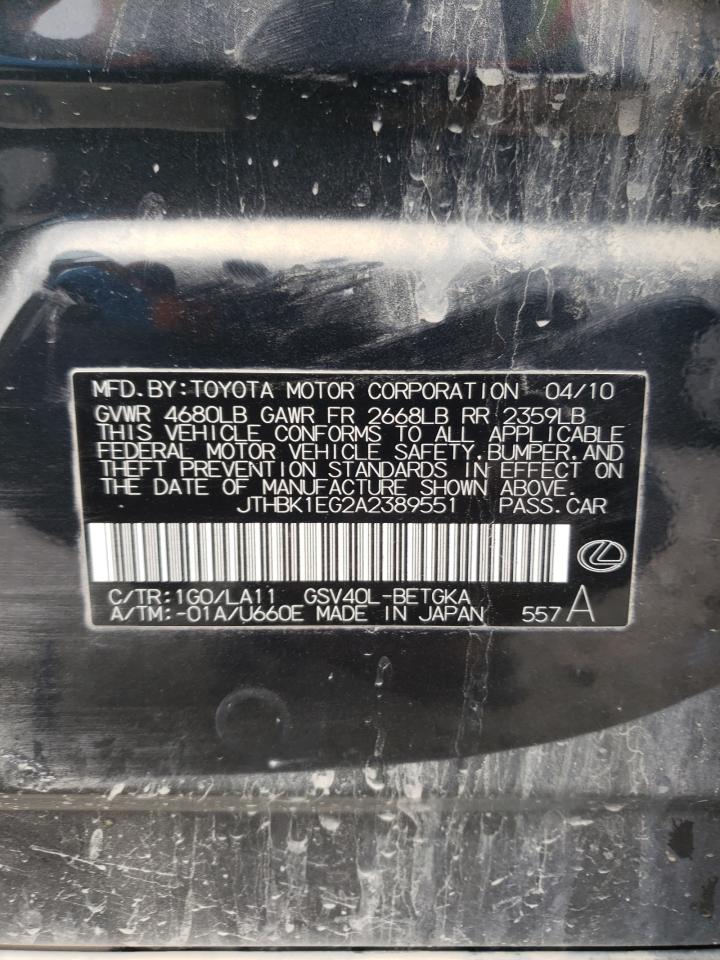 MFD.BY:TOYOTA MOTOR CORPORATION 04/10
GVWR 4680LB GAWR FR 2668LB RR 2359LB
THIS VEHICLE CONFORMS TO ALL APPLICABLE
FEDERAL MOTOR VEHICLE SAFETY,BUMPER,AND
THEFT PREVENTION STANDARDS IN EFFECT ON
THE DATE OF MANUFACTURE SHOWN ABOVE.
JTHBK1EG2A2389551 PASS.CAR
C/TR:1G0/LA11 GSV40L-BETGKA
A/TM:-01A/U660E MADE IN JAPAN 557 A